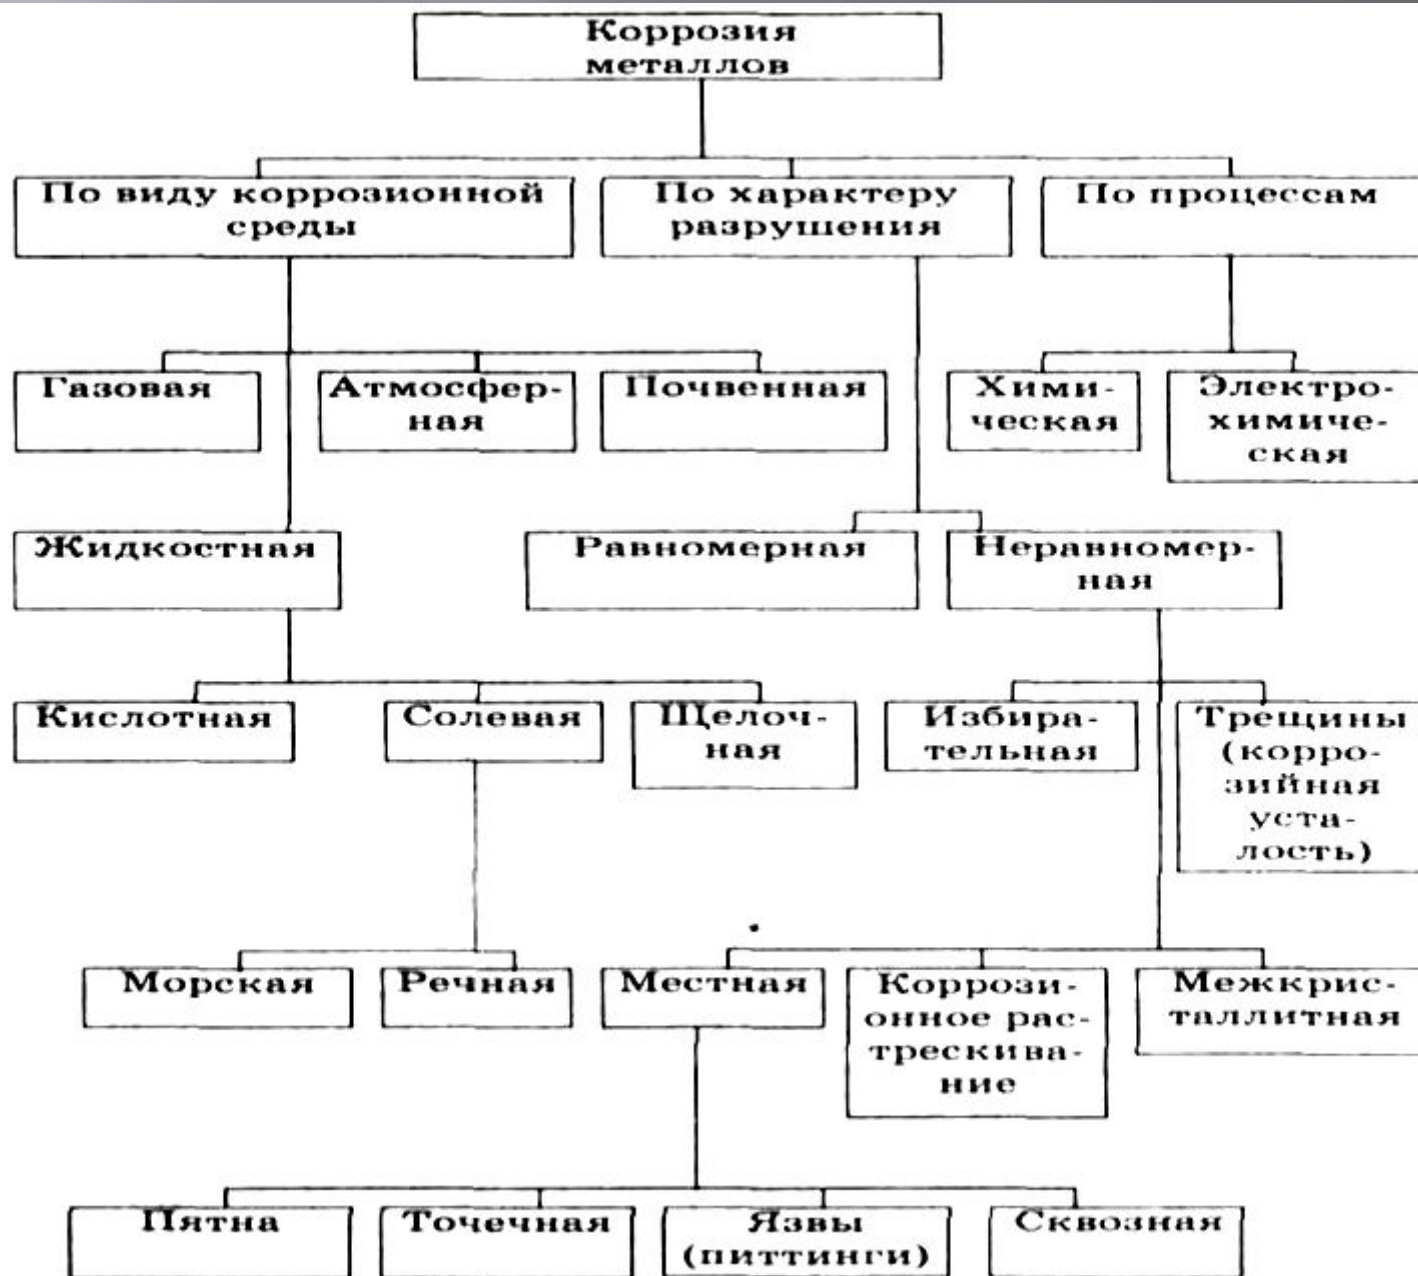 Коррозия
металлов
По виду коррозионной
среды
По характеру
разрушения
По процессам
Газовая
Атмосфер-
ная
Почвенная
Хими-
ческая
Электро-
химиче-
ская
Жидкостная
Равномерная
Неравномер-
ная
Кислотная
Солевая
Щелоч-
ная
Избира-
тельная
Трещины
(корро-
зийная
уста-
лость)
Морская
Речная
Местная
Коррози-
онное рас-
трескива-
ние
Межкрис-
таллитная
Пятна
Точечная
Язвы
(питтинги)
Сквозная